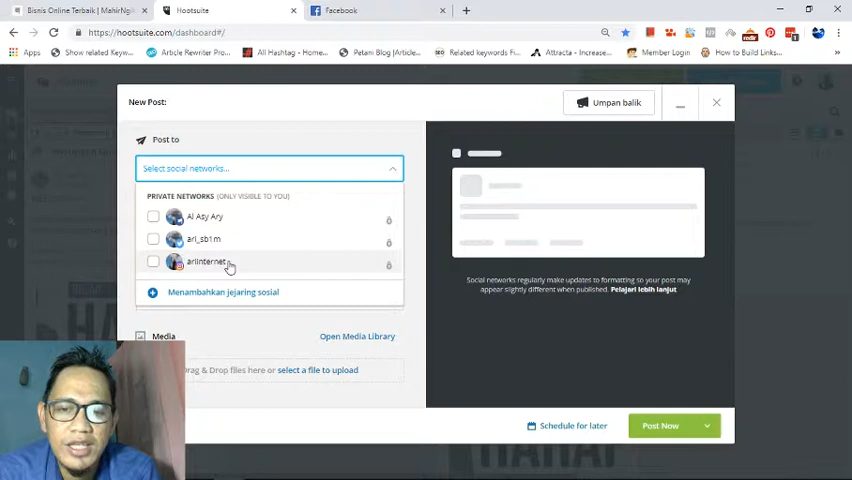 Bisnis Online Terbaik | MahirNgi
Hootsuite
Facebook
https://hootsuite.com/dashboard#/
Apps
Show related Keyw...
Article Rewriter Pro...
All Hashtag - Home...
Petani Blog |Article...
Related keywords Fi...
Attracta - Increase...
Member Login
How to Build Links...
New Post:
Umpan balik
Post to
Select social networks...
PRIVATE NETWORKS (ONLY VISIBLE TO YOU)
Al Asy Ary
ari_sb1m
ariinternet
Menambahkan jejaring sosial
Media
Open Media Library
Drag & Drop files here or select a file to upload
Social networks regularly make updates to formatting so your post may
appear slightly different when published. Pelajari lebih lanjut
Schedule for later
Post Now